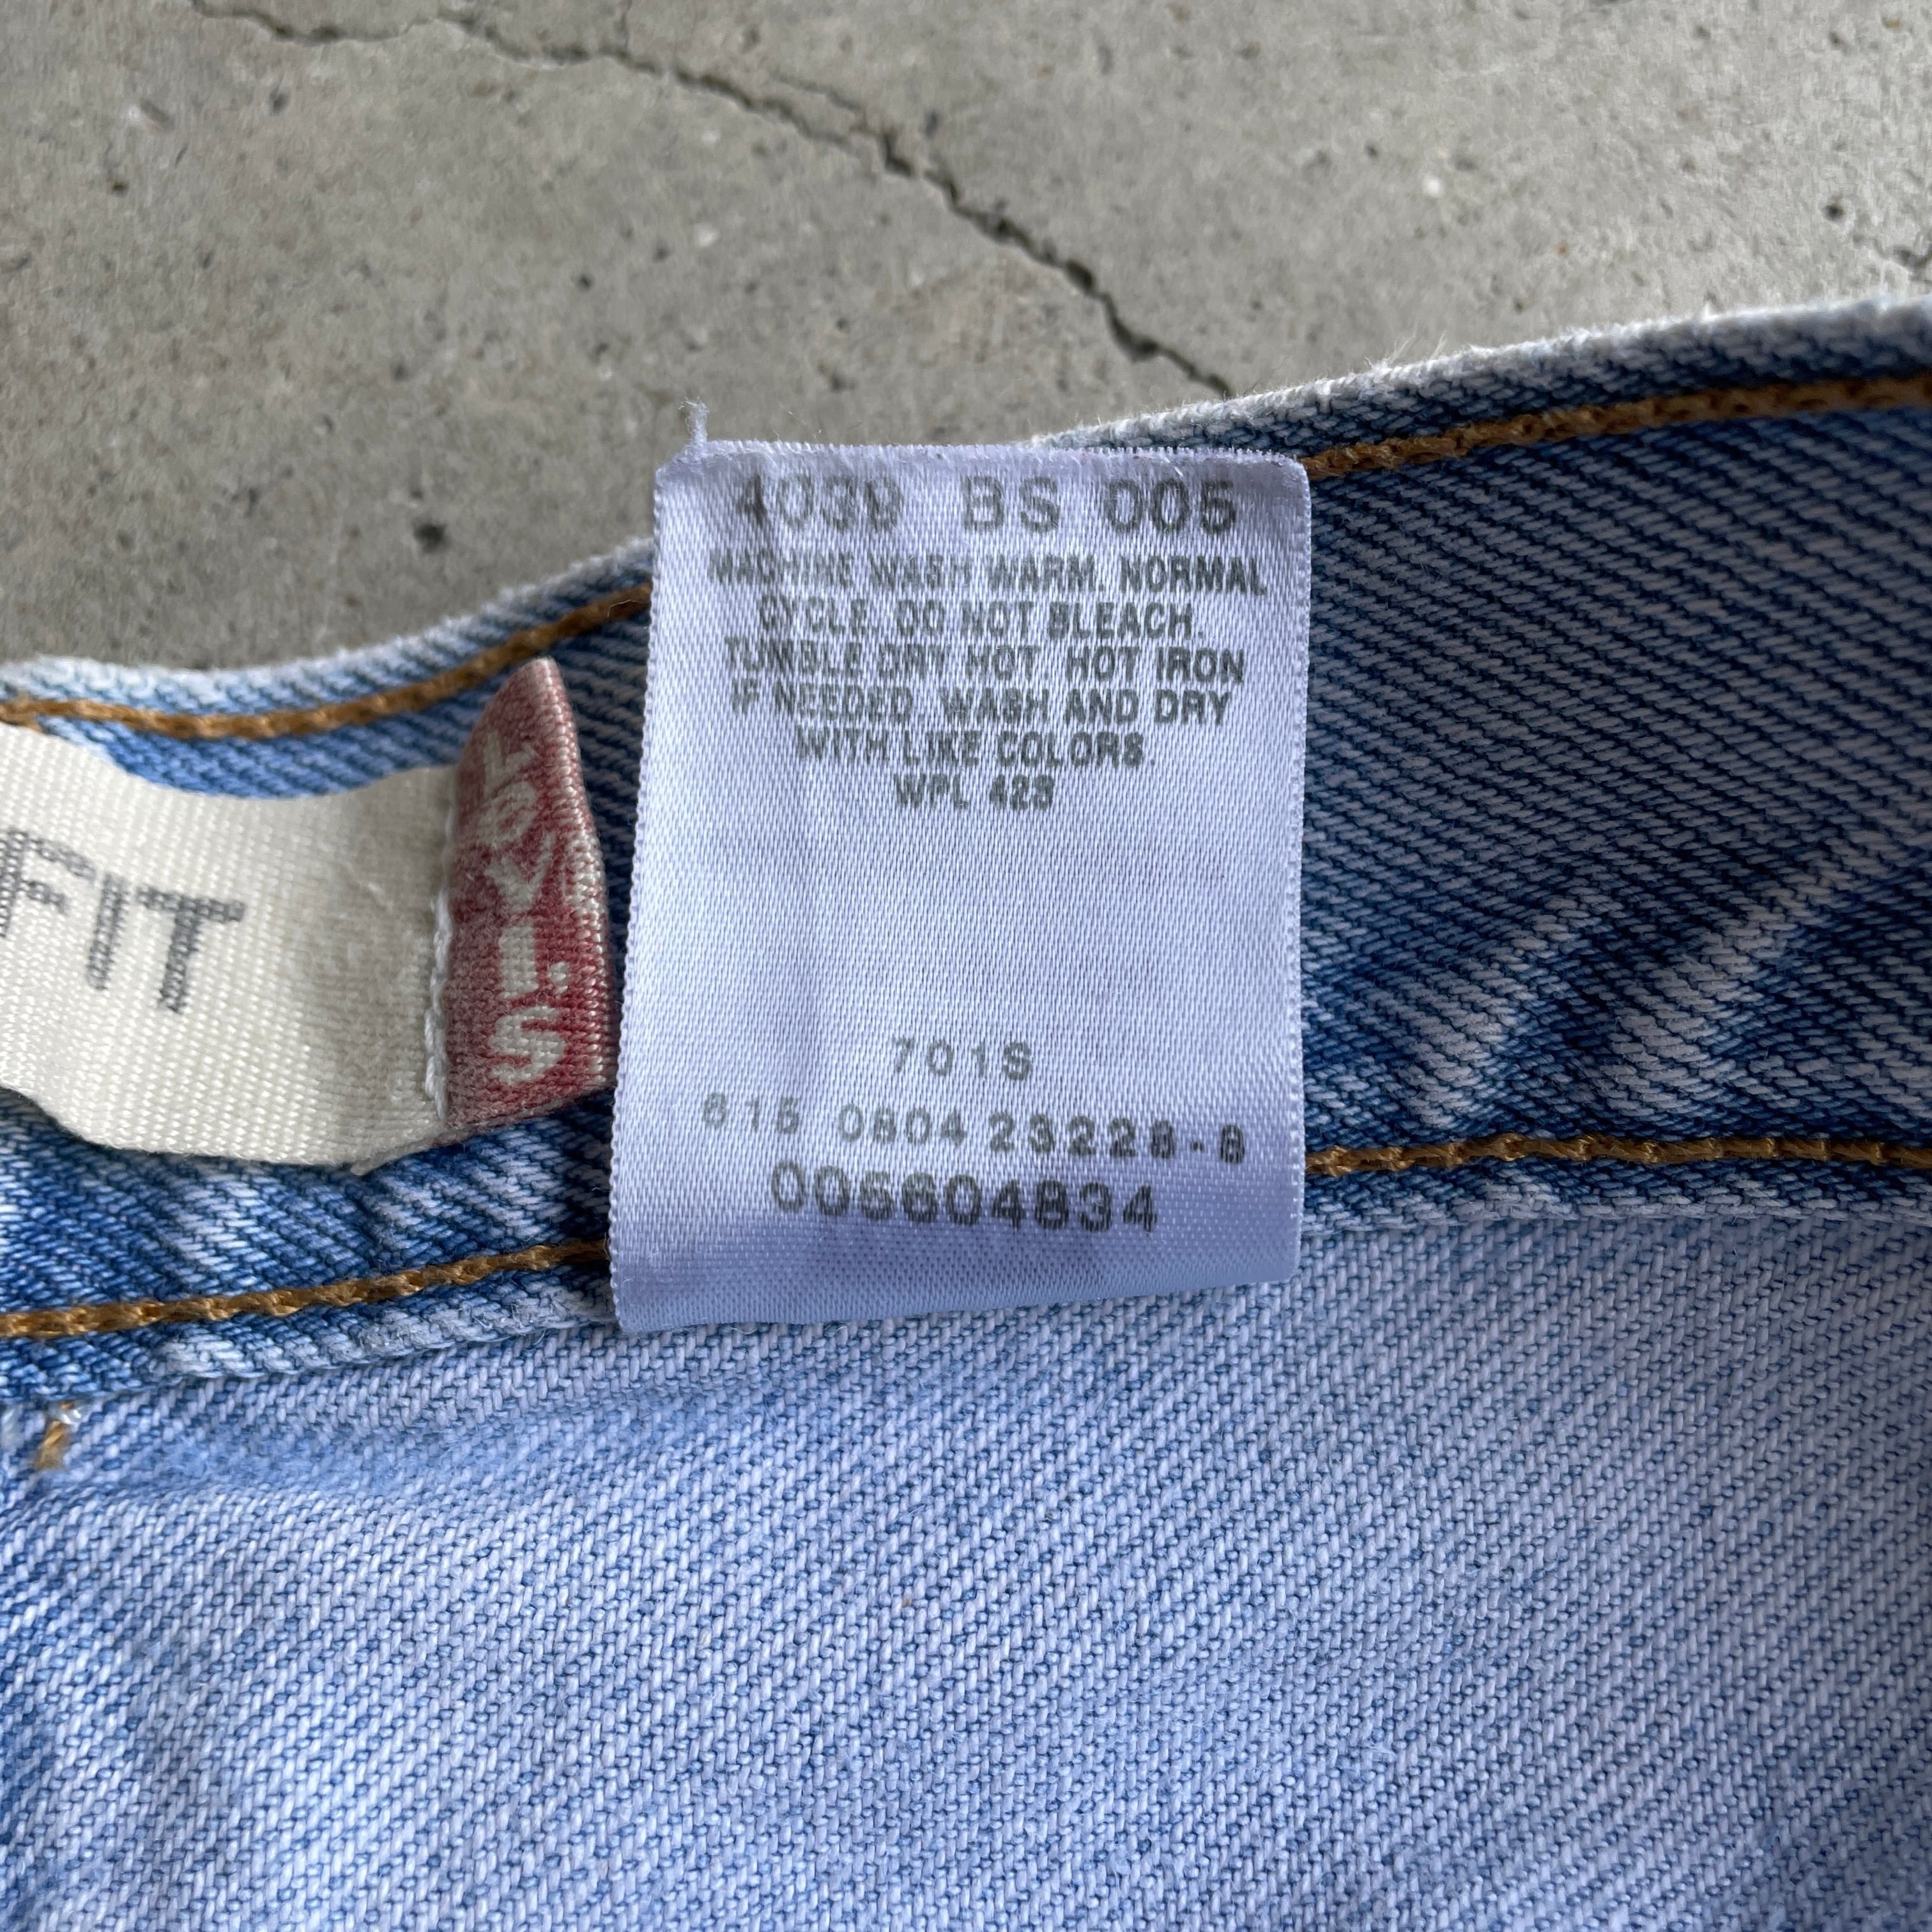 FIT
LEVI'S
4039 BS 005
MACHINE WASH WARM. NORMAL
CYCLE. DO NOT BLEACH.
TUMBLE DRY HOT. HOT IRON
IF NEEDED. WASH AND DRY
WITH LIKE COLORS.
WPL 423
701S
615 0804 23228-8
005604834